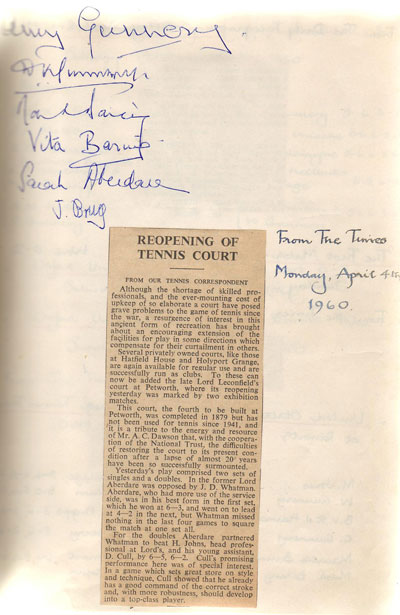 Vita
Sarah Aberdare
J. Brug
From The Times
Monday, April 4th,
1960.
REOPENING OF
TENNIS COURT
FROM OUR TENNIS CORRESPONDENT
Although the shortage of skilled pro-
fessionals, and the ever-mounting cost of
upkeep of so elaborate a court have posed
grave problems to the game of tennis since
the war, a resurgence of interest in this
ancient form of recreation has brought
about an encouraging extension of the
facilities for play in some directions which
compensate for their curtailment in others.
Several privately owned courts, like those
at Hatfield House and Holyport Grange,
are again available for regular use and are
successfully run as clubs. To these can
now be added the late Lord Leconfield's
court at Petworth, where its reopening
yesterday was marked by two exhibition
matches.
This court, the fourth to be built at
Petworth, was completed in 1879 but has
not been used for tennis since 1941, and
it is a tribute to the energy and resource
of Mr. A. C. Dawson that, with the coopera-
tion of the National Trust, the difficulties
of restoring the court to its present con-
dition after a lapse of almost 20 years
have been so successfully surmounted.
Yesterday's play comprised two sets of
singles and a doubles. In the former Lord
Aberdare was opposed by J. D. Whatman.
Aberdare, who had more use of the service
side, was in his best form in the first set,
which he won at 6—3, and went on to lead
at 4—2 in the next, but Whatman missed
nothing in the last four games to square
the match at one set all.
For the doubles Aberdare partnered
Whatman to beat H. Johns, head profes-
sional at Lord's, and his young assistant,
D. Cull, by 6—5, 6—2. Cull's promising
performance here was of special interest.
In a game which sets great store on style
and technique, Cull showed that he already
has a good command of the correct stroke
and, with more robustness, should develop
into a top-class player.